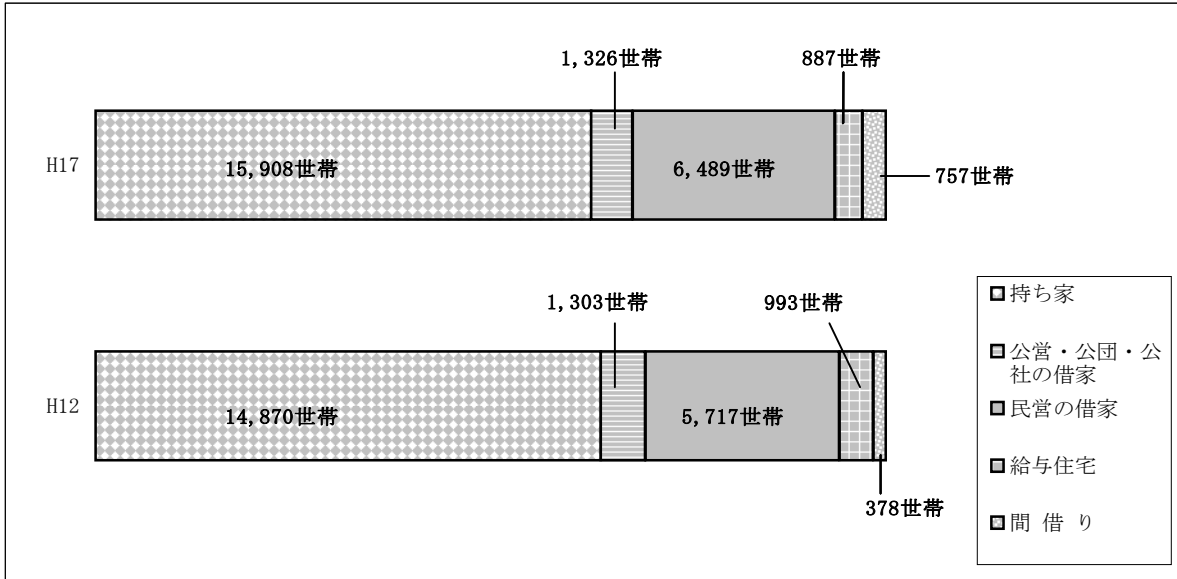 1,326世帯
887世帯
H17
15,908世帯
6,489世帯
757世帯
1,303世帯
993世帯
H12
14,870世帯
5,717世帯
378世帯
持ち家
公営・公団・公
社の借家
民営の借家
給与住宅
間 借 り